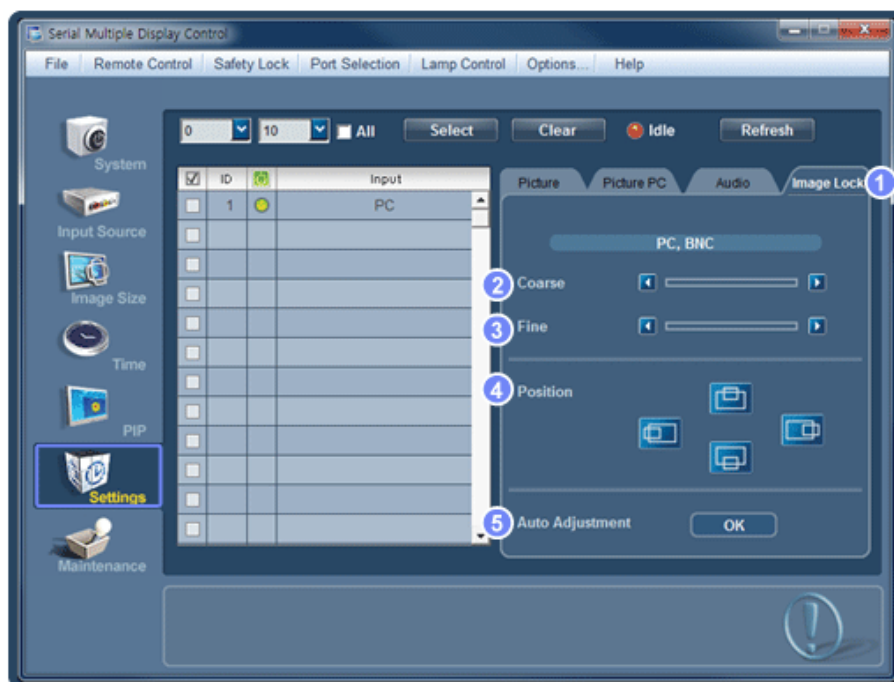 Serial Multiple Display Control
File Remote Control Safety Lock Port Selection Lamp Control Options... Help
0 10 All Select Clear Idle Refresh
System
Input Source
Image Size
Time
PIP
Settings
Maintenance
ID Input
1 PC
Picture Picture PC Audio Image Lock 1
PC, BNC
2 Coarse
3 Fine
4 Position
5 Auto Adjustment OK